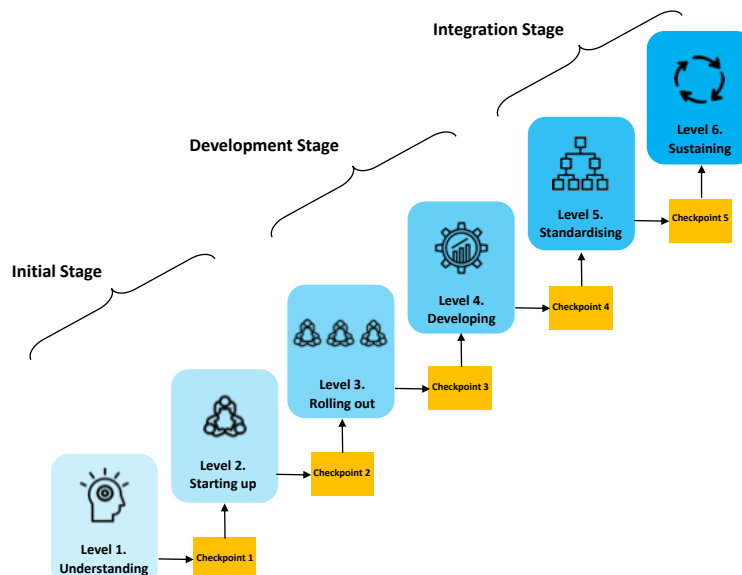 Integration Stage
Level 6.
Sustaining
Development Stage
Level 5.
Standardising
Checkpoint 5
Initial Stage
Level 4.
Developing
Checkpoint 4
Level 3.
Rolling out
Checkpoint 3
Level 2.
Starting up
Checkpoint 2
Level 1.
Understanding
Checkpoint 1